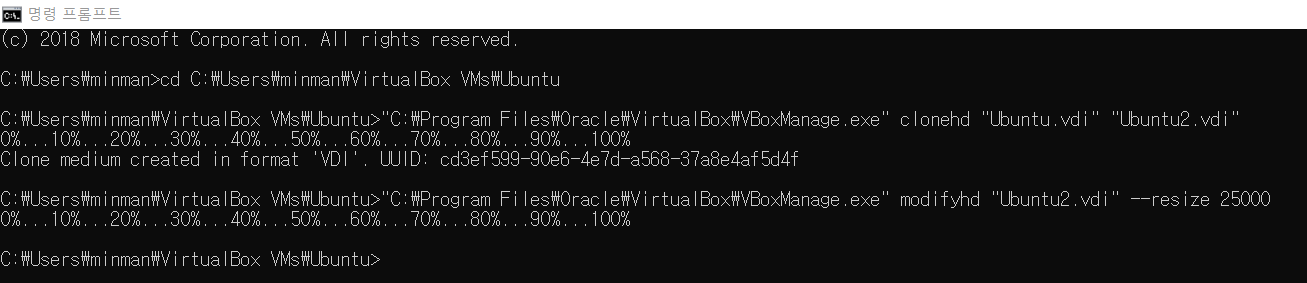 명령 프롬프트
(c) 2018 Microsoft Corporation. All rights reserved.
C:₩Users₩minman>cd C:₩Users₩minman₩VirtualBox VMs₩Ubuntu
C:₩Users₩minman₩VirtualBox VMs₩Ubuntu>"C:₩Program Files₩Oracle₩VirtualBox₩VBoxManage.exe" clonehd "Ubuntu.vdi" "Ubuntu2.vdi"
0%...10%...20%...30%...40%...50%...60%...70%...80%...90%...100%
Clone medium created in format 'VDI'. UUID: cd3ef599-90e6-4e7d-a568-37a8e4af5d4f
C:₩Users₩minman₩VirtualBox VMs₩Ubuntu>"C:₩Program Files₩Oracle₩VirtualBox₩VBoxManage.exe" modifyhd "Ubuntu2.vdi" --resize 25000
0%...10%...20%...30%...40%...50%...60%...70%...80%...90%...100%
C:₩Users₩minman₩VirtualBox VMs₩Ubuntu>